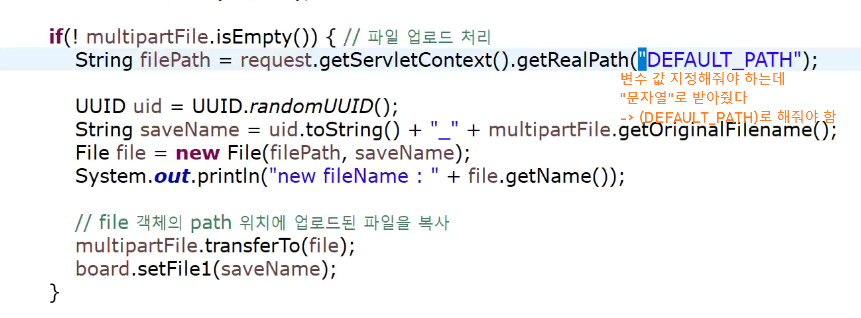 if(! multipartFile.isEmpty()) { // 파일 업로드 처리
String filePath = request.getServletContext().getRealPath("DEFAULT_PATH");
변수 값 지정해줘야 하는데
"문자열"로 받아줬다
-> (DEFAULT_PATH)로 해줘야 함
UUID uid = UUID.randomUUID();
String saveName = uid.toString() + "_" + multipartFile.getOriginalFilename();
File file = new File(filePath, saveName);
System.out.println("new fileName : " + file.getName());
// file 객체의 path 위치에 업로드된 파일을 복사
multipartFile.transferTo(file);
board.setFile1(saveName);
}